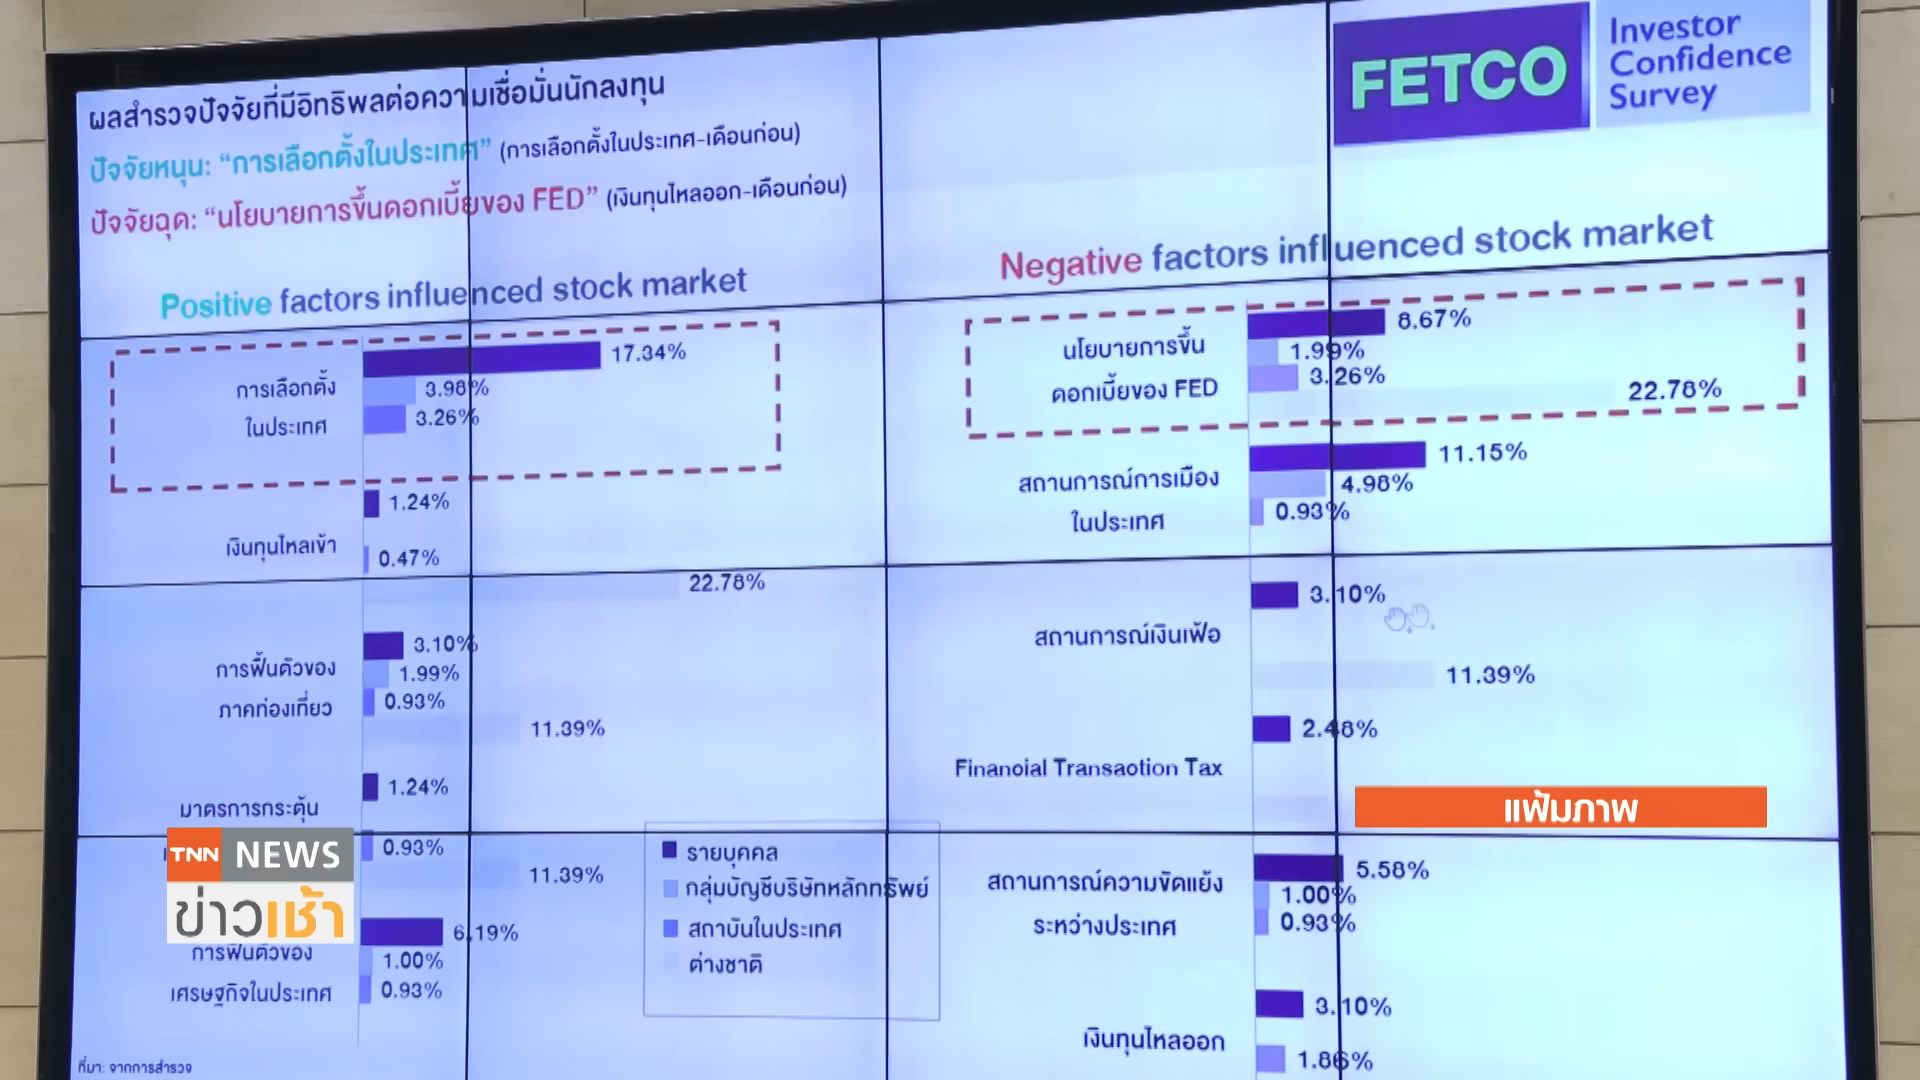 ผลสำรวจปัจจัยที่มีอิทธิพลต่อความเชื่อมั่นนักลงทุน
ปัจจัยหนุน: “การเลือกตั้งในประเทศ” (การเลือกตั้งในประเทศ-เดือนก่อน)
ปัจจัยฉุด: “นโยบายการขึ้นดอกเบี้ยของ FED” (เงินทุนไหลออก-เดือนก่อน)
FETCO
Investor
Confidence
Survey
Positive factors influenced stock market
การเลือกตั้ง
ในประเทศ
17.34%
3.98%
3.26%
เงินทุนไหลเข้า
1.24%
0.47%
22.78%
การฟื้นตัวของ
ภาคท่องเที่ยว
3.10%
1.99%
0.93%
11.39%
มาตรการกระตุ้น
1.24%
0.93%
11.39%
การฟื้นตัวของ
เศรษฐกิจในประเทศ
6.19%
1.00%
0.93%
ที่มา: จากการสำรวจ
รายบุคคล
กลุ่มบัญชีบริษัทหลักทรัพย์
สถาบันในประเทศ
ต่างชาติ
Negative factors influenced stock market
นโยบายการขึ้น
ดอกเบี้ยของ FED
8.67%
1.99%
3.26%
22.78%
สถานการณ์การเมือง
ในประเทศ
11.15%
4.98%
0.93%
สถานการณ์เงินเฟ้อ
3.10%
11.39%
Financial Transaction Tax
2.48%
สถานการณ์ความขัดแย้ง
ระหว่างประเทศ
5.58%
1.00%
0.93%
เงินทุนไหลออก
3.10%
1.86%
แฟ้มภาพ
TNN NEWS
ข่าวเช้า